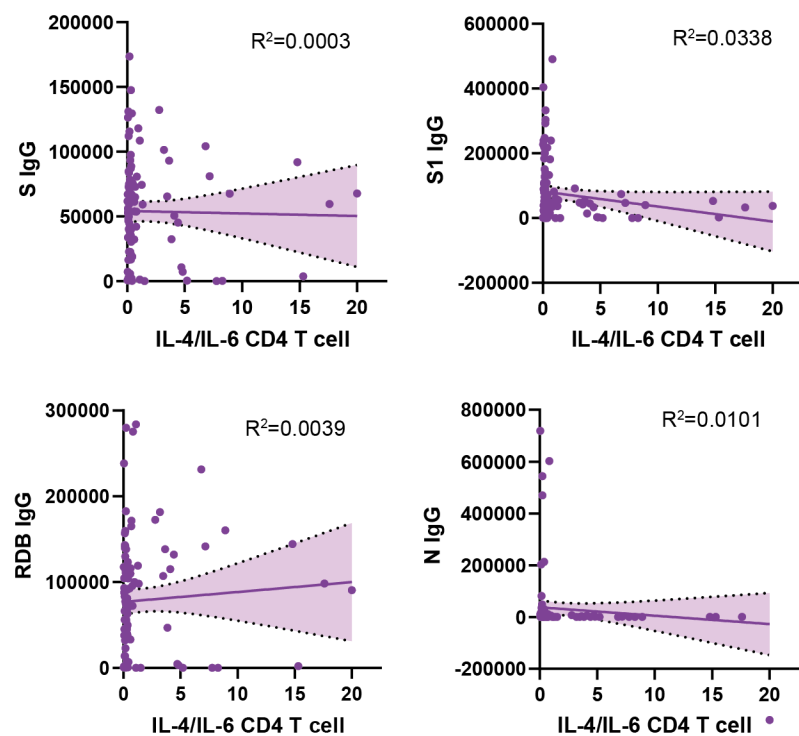 R²=0.0003
S IgG
200000
150000
100000
50000
0
0 5 10 15 20
IL-4/IL-6 CD4 T cell
R²=0.0338
S1 IgG
600000
400000
200000
0
-200000
0 5 10 15 20
IL-4/IL-6 CD4 T cell
R²=0.0039
RDB IgG
300000
200000
100000
0
0 5 10 15 20
IL-4/IL-6 CD4 T cell
R²=0.0101
N IgG
800000
600000
400000
200000
0
-200000
0 5 10 15 20
IL-4/IL-6 CD4 T cell